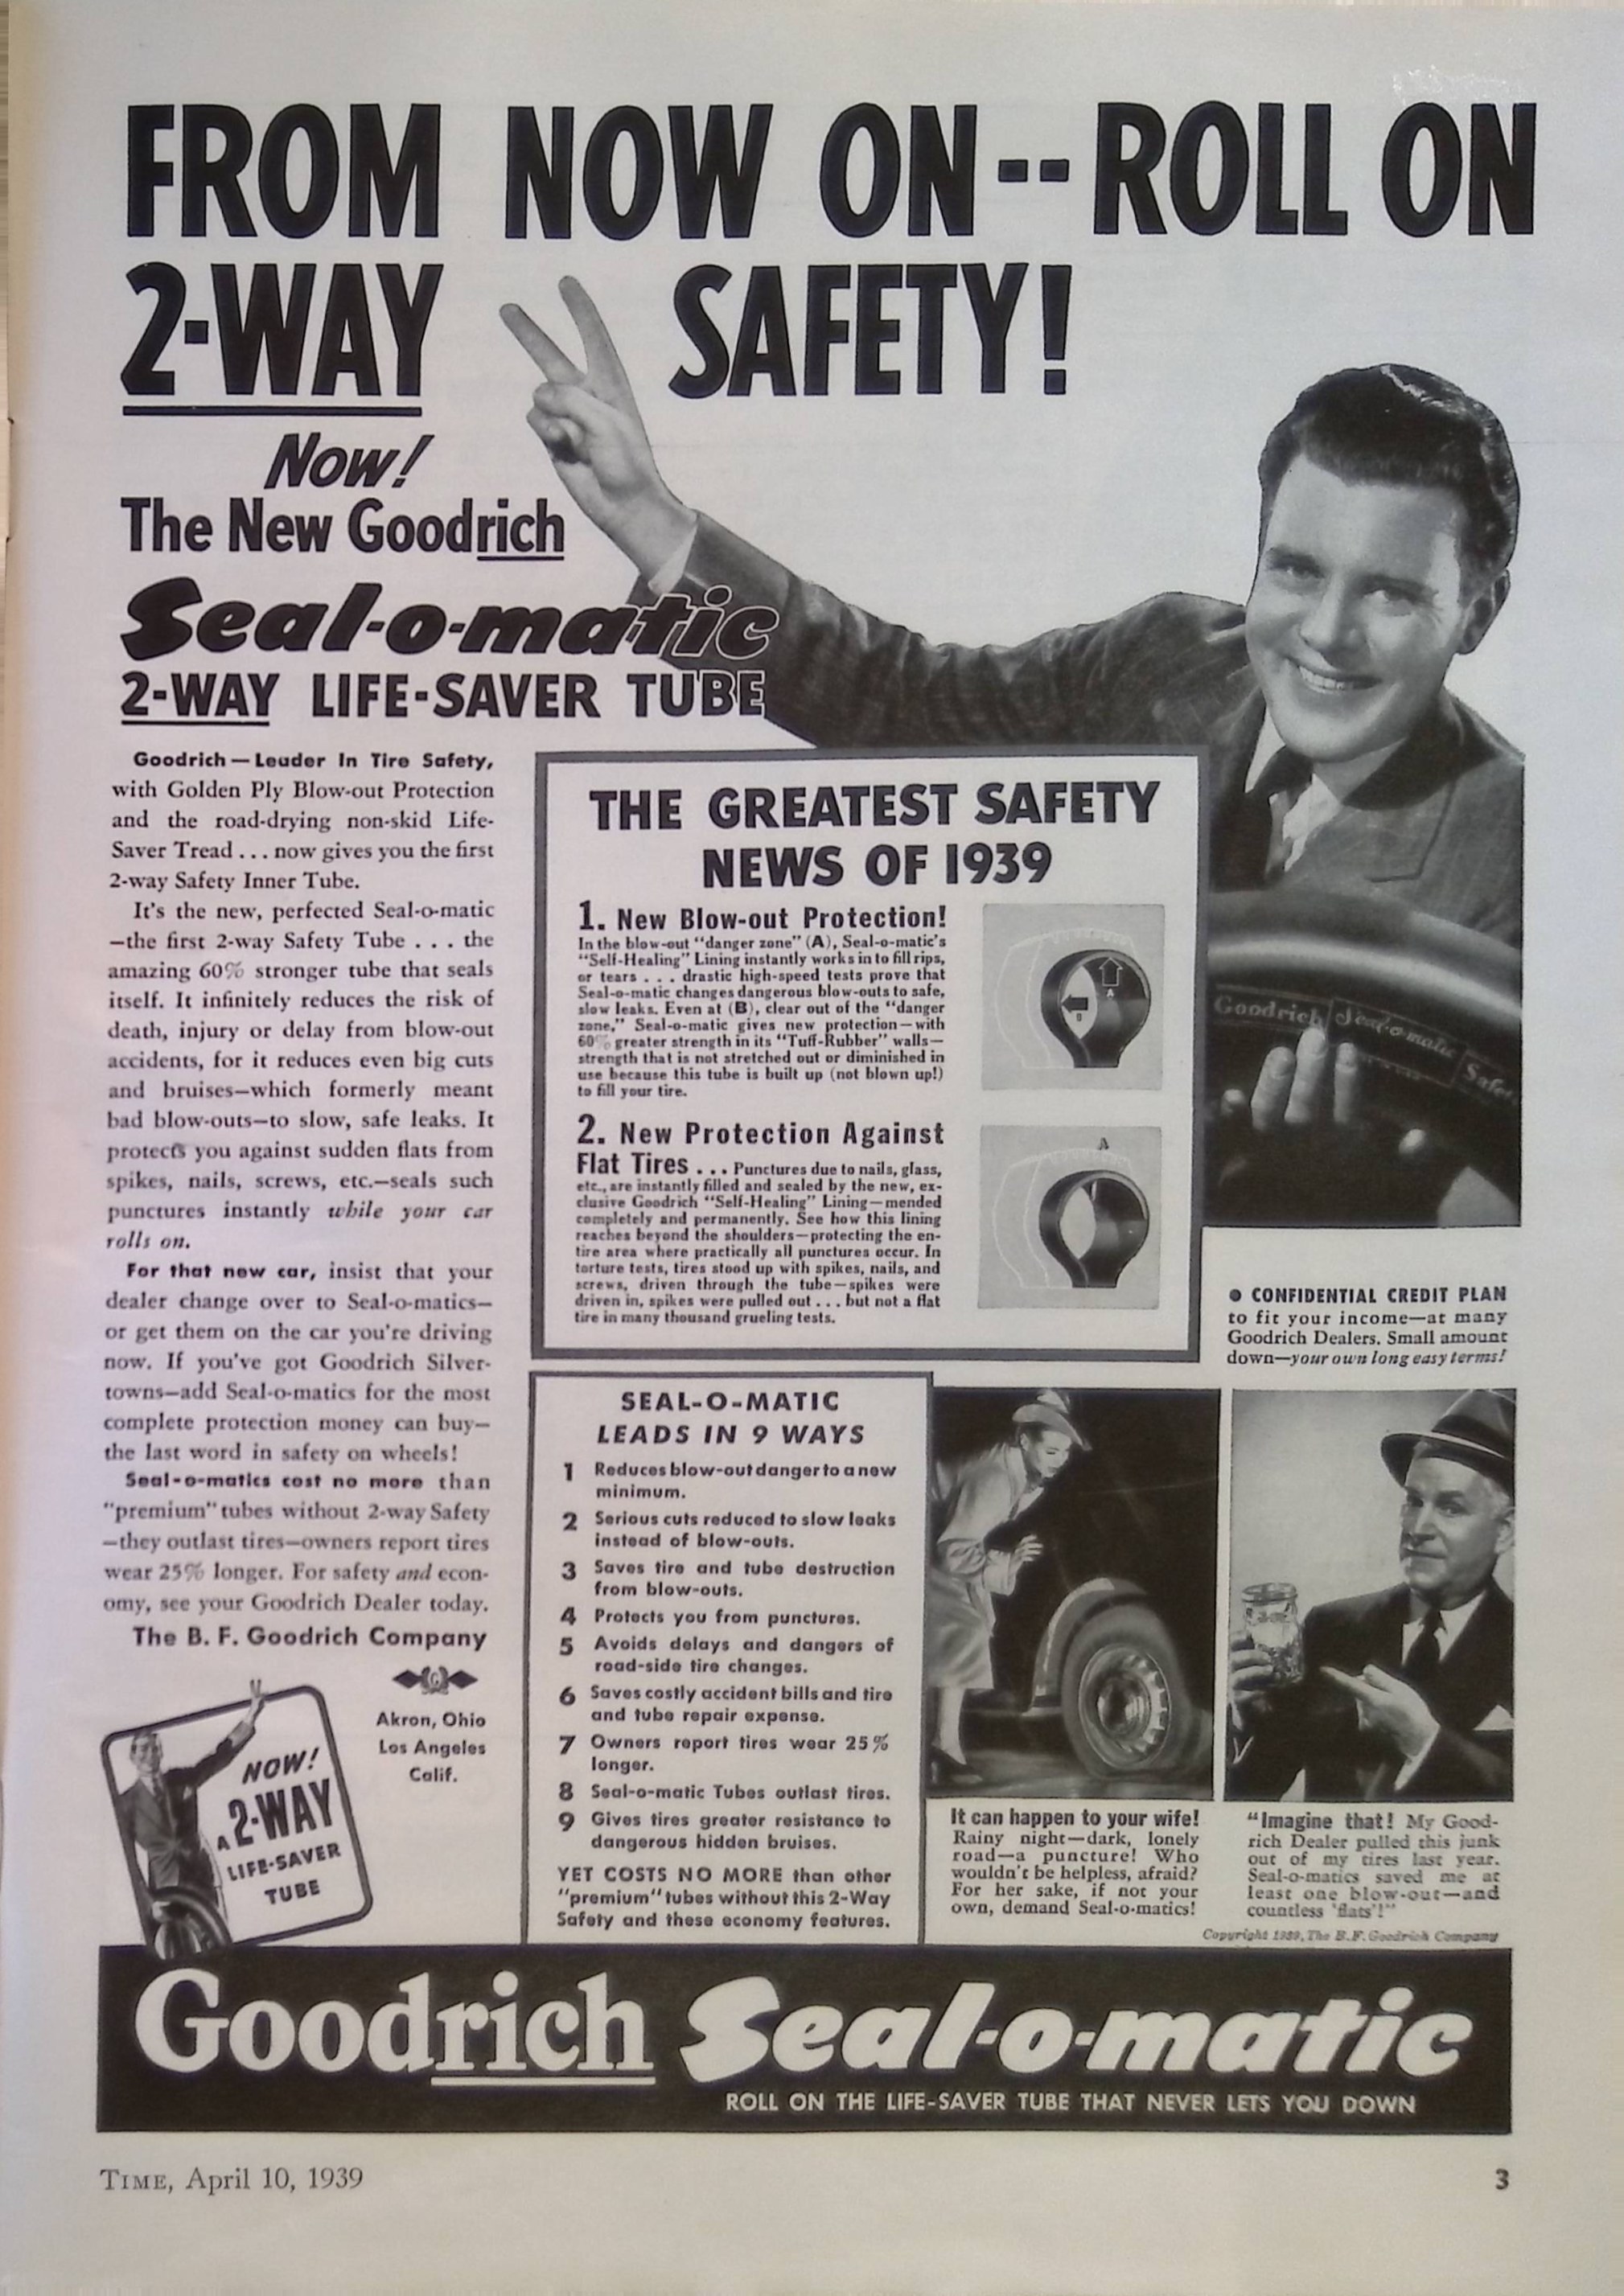 FROM NOW ON -- ROLL ON
2-WAY SAFETY!
Now!
The New Goodrich
Seal-o-matic
2-WAY LIFE-SAVER TUBE
Goodrich — Leader In Tire Safety,
with Golden Ply Blow-out Protection
and the road-drying non-skid Life-
Saver Tread . . . now gives you the first
2-way Safety Inner Tube.
It's the new, perfected Seal-o-matic
—the first 2-way Safety Tube . . . the
amazing 60% stronger tube that seals
itself. It infinitely reduces the risk of
death, injury or delay from blow-out
accidents, for it reduces even big cuts
and bruises—which formerly meant
bad blow-outs—to slow, safe leaks. It
protects you against sudden flats from
spikes, nails, screws, etc.—seals such
punctures instantly while your car
rolls on.
For that new car, insist that your
dealer change over to Seal-o-matics—
or get them on the car you're driving
now. If you've got Goodrich Silver-
towns—add Seal-o-matics for the most
complete protection money can buy—
the last word in safety on wheels!
Seal-o-matics cost no more than
"premium" tubes without 2-way Safety
—they outlast tires—owners report tires
wear 25% longer. For safety and econ-
omy, see your Goodrich Dealer today.
The B. F. Goodrich Company
G
Akron, Ohio
Los Angeles
Calif.
NOW!
A 2-WAY
LIFE-SAVER
TUBE
THE GREATEST SAFETY
NEWS OF 1939
1. New Blow-out Protection!
In the blow-out "danger zone" (A), Seal-o-matic's
"Self-Healing" Lining instantly works in to fill rips,
or tears . . . drastic high-speed tests prove that
Seal-o-matic changes dangerous blow-outs to safe,
slow leaks. Even at (B), clear out of the "danger
zone," Seal-o-matic gives new protection—with
60% greater strength in its "Tuff-Rubber" walls—
strength that is not stretched out or diminished in
use because this tube is built up (not blown up!)
to fill your tire.
A
B
2. New Protection Against
Flat Tires . . . Punctures due to nails, glass,
etc., are instantly filled and sealed by the new, ex-
clusive Goodrich "Self-Healing" Lining—mended
completely and permanently. See how this lining
reaches beyond the shoulders—protecting the en-
tire area where practically all punctures occur. In
torture tests, tires stood up with spikes, nails, and
screws, driven through the tube—spikes were
driven in, spikes were pulled out . . . but not a flat
tire in many thousand grueling tests.
A
Goodrich Seal-o-matic Safet
● CONFIDENTIAL CREDIT PLAN
to fit your income—at many
Goodrich Dealers. Small amount
down—your own long easy terms!
SEAL-O-MATIC
LEADS IN 9 WAYS
1 Reduces blow-out danger to a new
minimum.
2 Serious cuts reduced to slow leaks
instead of blow-outs.
3 Saves tire and tube destruction
from blow-outs.
4 Protects you from punctures.
5 Avoids delays and dangers of
road-side tire changes.
6 Saves costly accident bills and tire
and tube repair expense.
7 Owners report tires wear 25%
longer.
8 Seal-o-matic Tubes outlast tires.
9 Gives tires greater resistance to
dangerous hidden bruises.
YET COSTS NO MORE than other
"premium" tubes without this 2-Way
Safety and these economy features.
It can happen to your wife!
Rainy night—dark, lonely
road—a puncture! Who
wouldn't be helpless, afraid?
For her sake, if not your
own, demand Seal-o-matics!
"Imagine that! My Good-
rich Dealer pulled this junk
out of my tires last year.
Seal-o-matics saved me at
least one blow-out—and
countless 'flats'!"
Copyright 1939, The B.F. Goodrich Company
Goodrich Seal-o-matic
ROLL ON THE LIFE-SAVER TUBE THAT NEVER LETS YOU DOWN
TIME, April 10, 1939
3